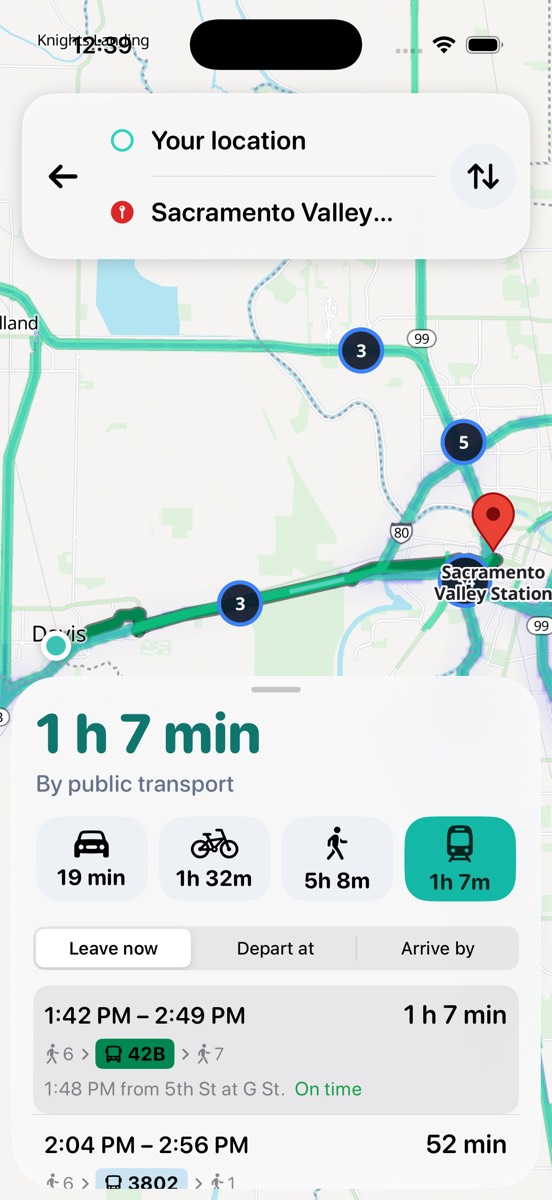 Knights Landing
12:39
Your location
Sacramento Valley...
lland
3
99
5
80
Sacramento
Valley Station
3
Davis
99
1 h 7 min
By public transport
19 min
1h 32m
5h 8m
1h 7m
Leave now
Depart at
Arrive by
1:42 PM – 2:49 PM
1 h 7 min
6 > 42B > 7
1:48 PM from 5th St at G St. On time
2:04 PM – 2:56 PM
52 min
6 > 3802 > 1